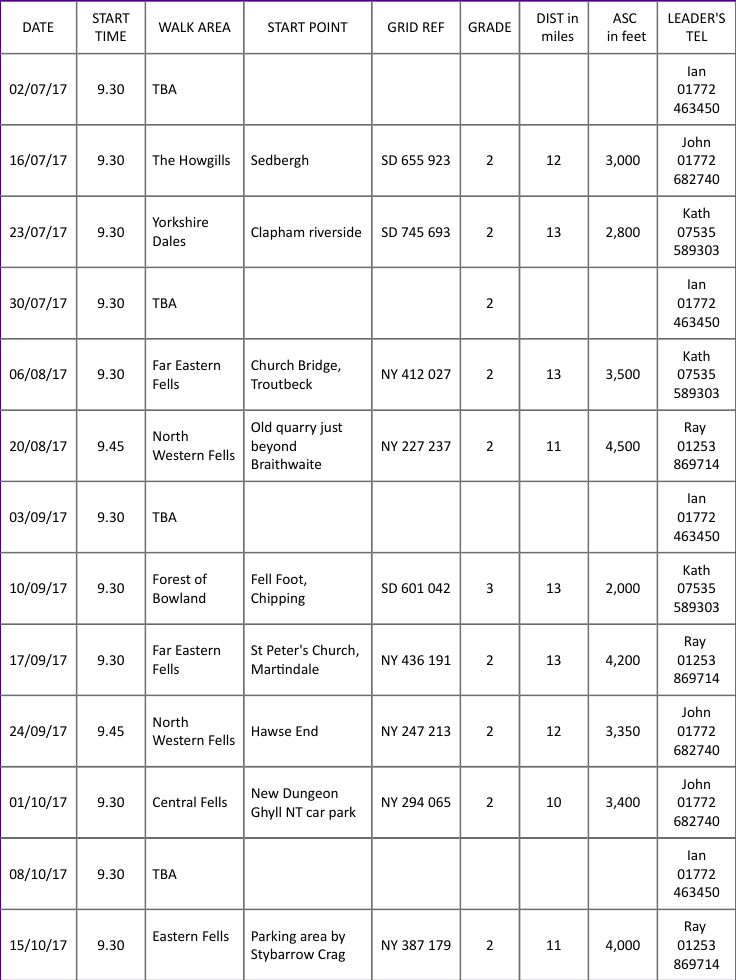 DATE START TIME WALK AREA START POINT GRID REF GRADE DIST in miles ASC in feet LEADER'S TEL
02/07/17 9.30 TBA Ian 01772 463450
16/07/17 9.30 The Howgills Sedbergh SD 655 923 2 12 3,000 John 01772 682740
23/07/17 9.30 Yorkshire Dales Clapham riverside SD 745 693 2 13 2,800 Kath 07535 589303
30/07/17 9.30 TBA 2 Ian 01772 463450
06/08/17 9.30 Far Eastern Fells Church Bridge, Troutbeck NY 412 027 2 13 3,500 Kath 07535 589303
20/08/17 9.45 North Western Fells Old quarry just beyond Braithwaite NY 227 237 2 11 4,500 Ray 01253 869714
03/09/17 9.30 TBA Ian 01772 463450
10/09/17 9.30 Forest of Bowland Fell Foot, Chipping SD 601 042 3 13 2,000 Kath 07535 589303
17/09/17 9.30 Far Eastern Fells St Peter's Church, Martindale NY 436 191 2 13 4,200 Ray 01253 869714
24/09/17 9.45 North Western Fells Hawse End NY 247 213 2 12 3,350 John 01772 682740
01/10/17 9.30 Central Fells New Dungeon Ghyll NT car park NY 294 065 2 10 3,400 John 01772 682740
08/10/17 9.30 TBA Ian 01772 463450
15/10/17 9.30 Eastern Fells Parking area by Stybarrow Crag NY 387 179 2 11 4,000 Ray 01253 869714